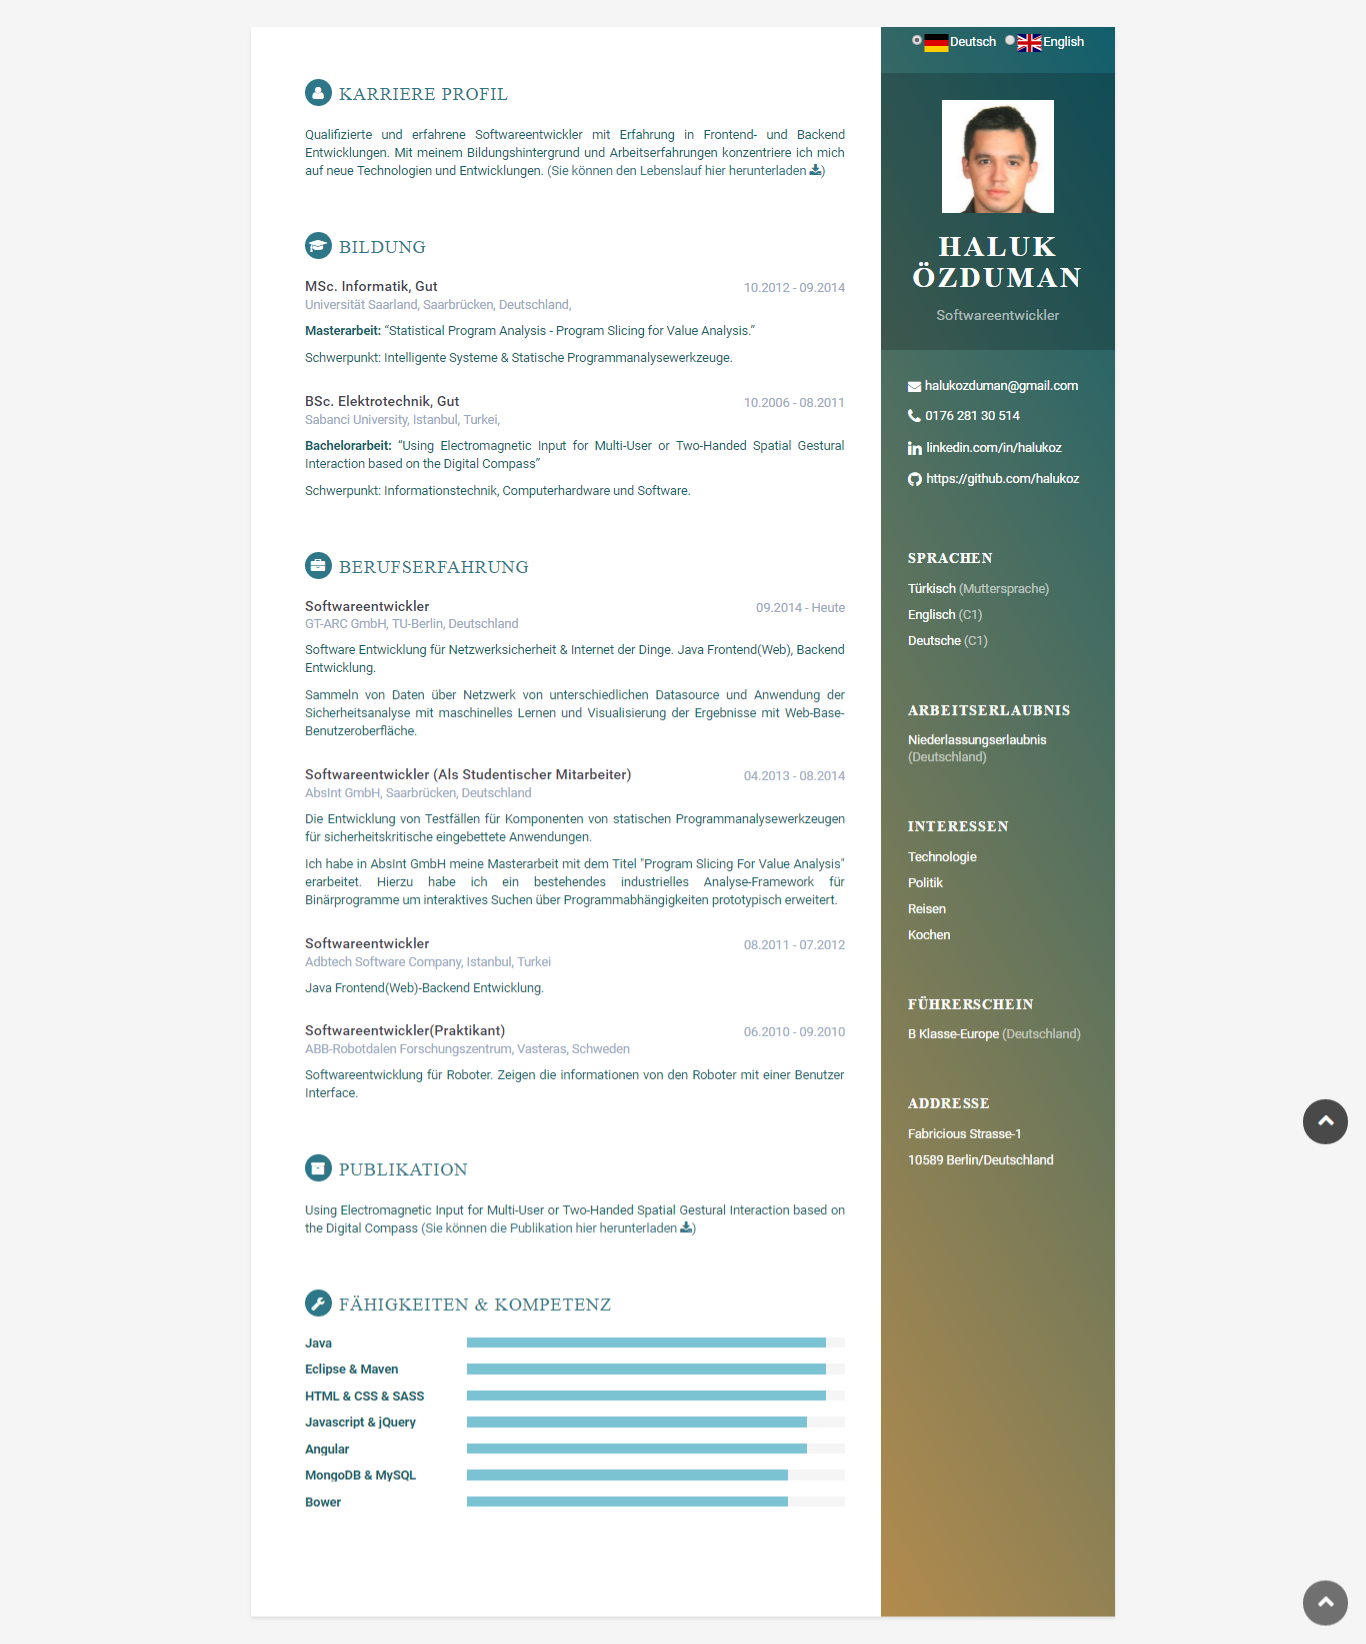 KARRIERE PROFIL
Qualifizierte und erfahrene Softwareentwickler mit Erfahrung in Frontend- und Backend
Entwicklungen. Mit meinem Bildungshintergrund und Arbeitserfahrungen konzentriere ich mich
auf neue Technologien und Entwicklungen. (Sie können den Lebenslauf hier herunterladen )
BILDUNG
MSc. Informatik, Gut 10.2012 - 09.2014
Universität Saarland, Saarbrücken, Deutschland,
Masterarbeit: “Statistical Program Analysis - Program Slicing for Value Analysis.”
Schwerpunkt: Intelligente Systeme & Statische Programmanalysewerkzeuge.
BSc. Elektrotechnik, Gut 10.2006 - 08.2011
Sabanci University, Istanbul, Turkei,
Bachelorarbeit: “Using Electromagnetic Input for Multi-User or Two-Handed Spatial Gestural
Interaction based on the Digital Compass”
Schwerpunkt: Informationstechnik, Computerhardware und Software.
BERUFSERFAHRUNG
Softwareentwickler 09.2014 - Heute
GT-ARC GmbH, TU-Berlin, Deutschland
Software Entwicklung für Netzwerksicherheit & Internet der Dinge. Java Frontend(Web), Backend
Entwicklung.
Sammeln von Daten über Netzwerk von unterschiedlichen Datasource und Anwendung der
Sicherheitsanalyse mit maschinelles Lernen und Visualisierung der Ergebnisse mit Web-Base-
Benutzeroberfläche.
Softwareentwickler (Als Studentischer Mitarbeiter) 04.2013 - 08.2014
AbsInt GmbH, Saarbrücken, Deutschland
Die Entwicklung von Testfällen für Komponenten von statischen Programmanalysewerkzeugen
für sicherheitskritische eingebettete Anwendungen.
Ich habe in AbsInt GmbH meine Masterarbeit mit dem Titel "Program Slicing For Value Analysis"
erarbeitet. Hierzu habe ich ein bestehendes industrielles Analyse-Framework für
Binärprogramme um interaktives Suchen über Programmabhängigkeiten prototypisch erweitert.
Softwareentwickler 08.2011 - 07.2012
Adbtech Software Company, Istanbul, Turkei
Java Frontend(Web)-Backend Entwicklung.
Softwareentwickler(Praktikant) 06.2010 - 09.2010
ABB-Robotdalen Forschungszentrum, Vasteras, Schweden
Softwareentwicklung für Roboter. Zeigen die informationen von den Roboter mit einer Benutzer
Interface.
PUBLIKATION
Using Electromagnetic Input for Multi-User or Two-Handed Spatial Gestural Interaction based on
the Digital Compass (Sie können die Publikation hier herunterladen )
FÄHIGKEITEN & KOMPETENZ
Java
Eclipse & Maven
HTML & CSS & SASS
Javascript & jQuery
Angular
MongoDB & MySQL
Bower
Deutsch English
HALUK
ÖZDUMAN
Softwareentwickler
halukozduman@gmail.com
0176 281 30 514
linkedin.com/in/halukoz
https://github.com/halukoz
SPRACHEN
Türkisch (Muttersprache)
Englisch (C1)
Deutsche (C1)
ARBEITSERLAUBNIS
Niederlassungserlaubnis
(Deutschland)
INTERESSEN
Technologie
Politik
Reisen
Kochen
FÜHRERSCHEIN
B Klasse-Europe (Deutschland)
ADDRESSE
Fabricious Strasse-1
10589 Berlin/Deutschland